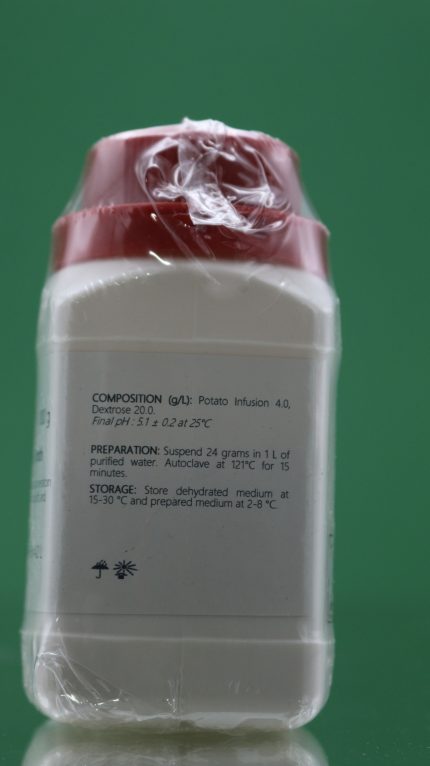 COMPOSITION (g/L): Potato Infusion 4.0,
Dextrose 20.0.
Final pH : 5.1 ± 0.2 at 25°C
PREPARATION: Suspend 24 grams in 1 L of
purified water. Autoclave at 121°C for 15
minutes.
STORAGE: Store dehydrated medium at
15-30 °C and prepared medium at 2-8 °C.